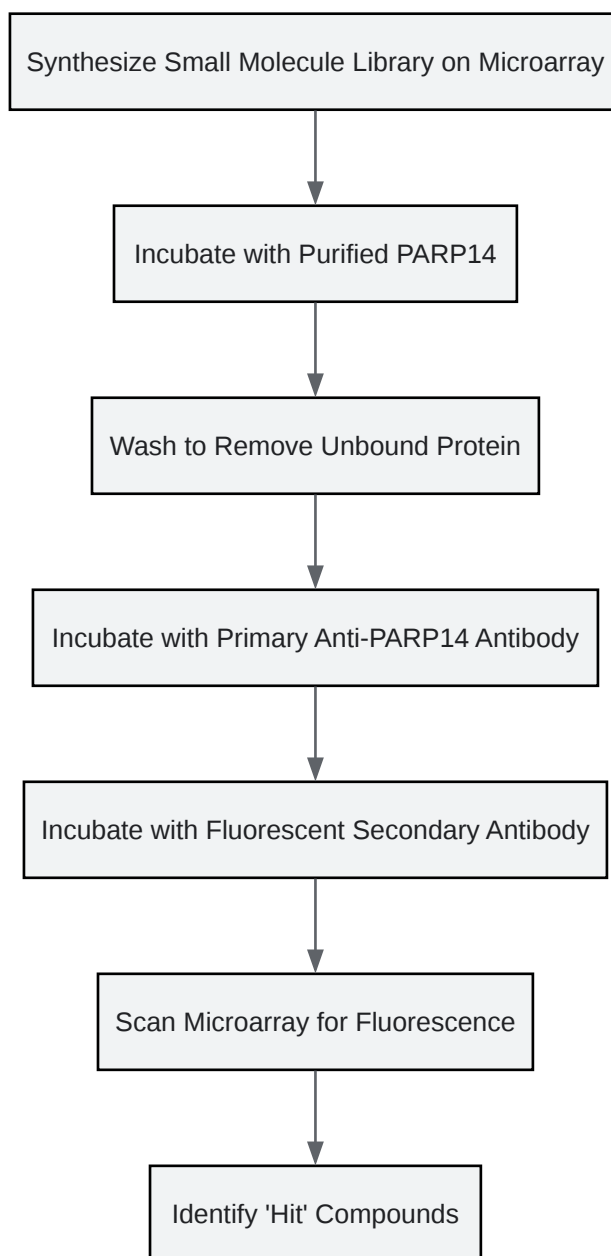 Synthesize Small Molecule Library on Microarray
Incubate with Purified PARP14
Wash to Remove Unbound Protein
Incubate with Primary Anti-PARP14 Antibody
Incubate with Fluorescent Secondary Antibody
Scan Microarray for Fluorescence
Identify 'Hit' Compounds